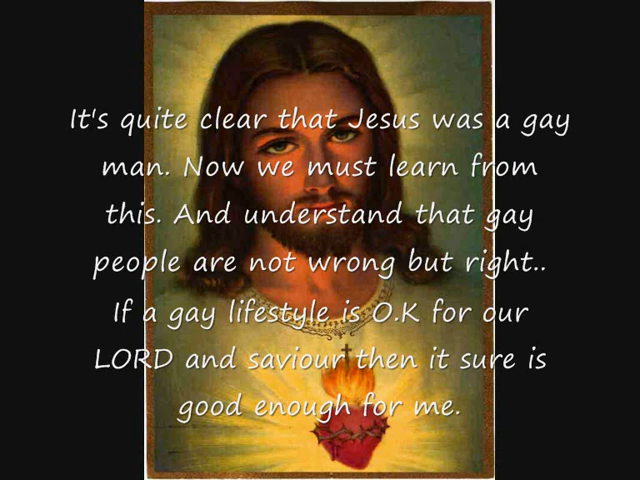 It's quite clear that Jesus was a gay
man. Now we must learn from
this. And understand that gay
people are not wrong but right..
If a gay lifestyle is O.K for our
LORD and saviour then it sure is
good enough for me.